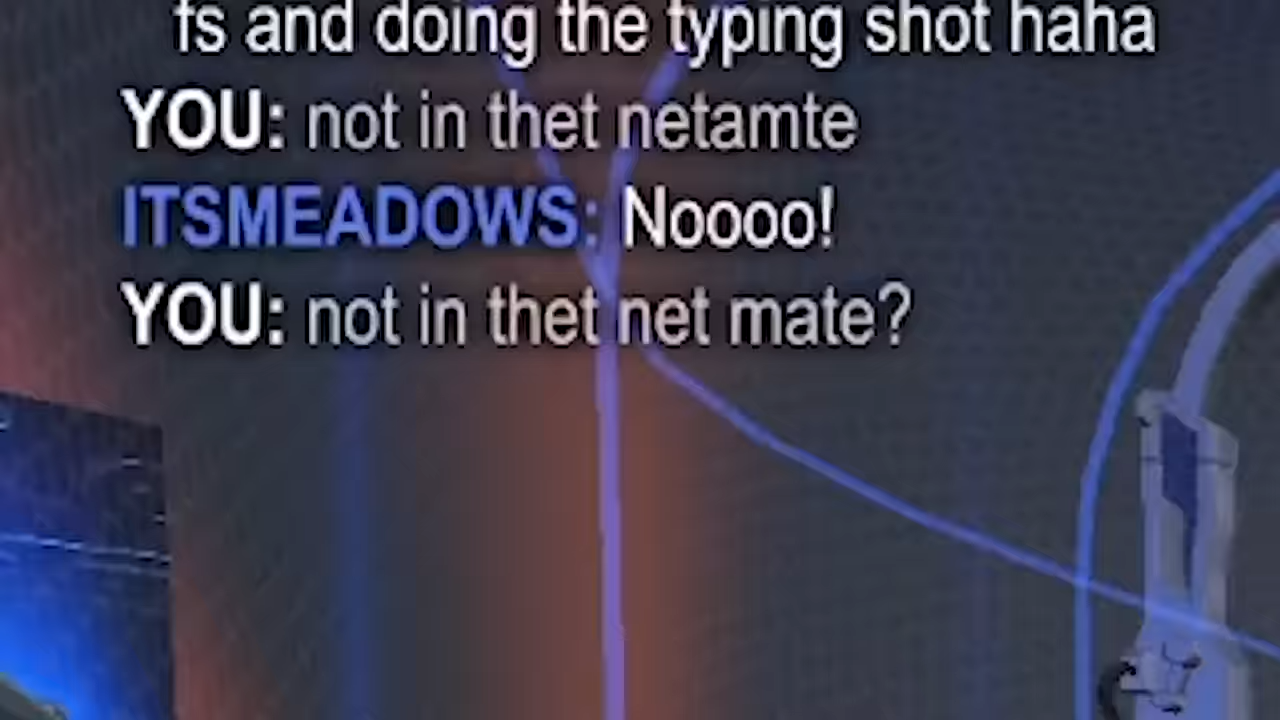 fs and doing the typing shot haha
YOU: not in thet netamte
ITSMEADOWS: Noooo!
YOU: not in thet net mate?